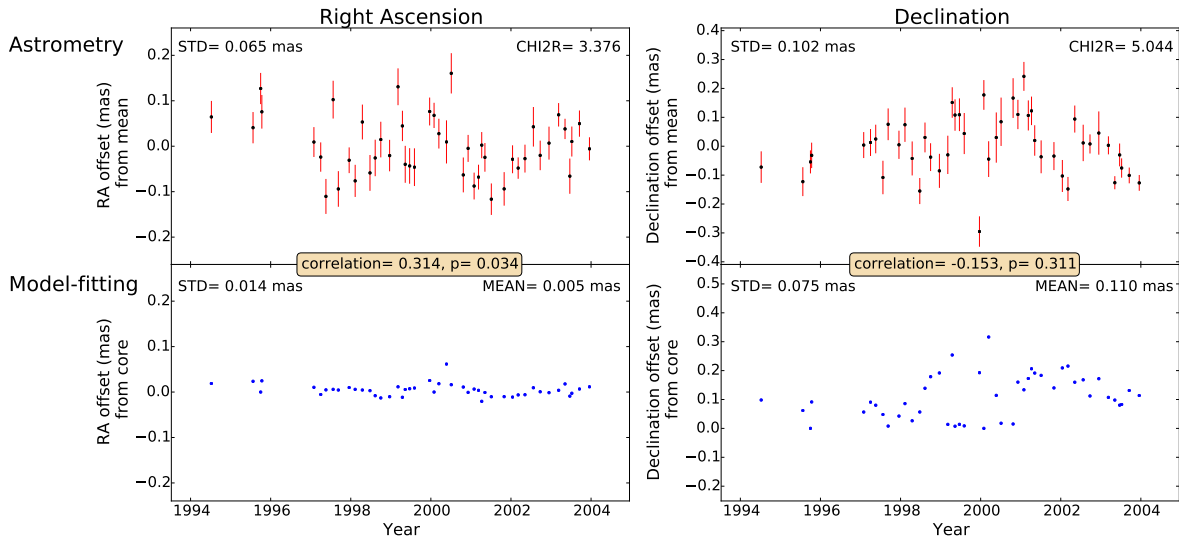 Right Ascension
Declination
Astrometry
STD= 0.065 mas
CHI2R= 3.376
STD= 0.102 mas
CHI2R= 5.044
RA offset (mas)
from mean
0.2
0.1
0.0
−0.1
−0.2
Declination offset (mas)
from mean
0.4
0.3
0.2
0.1
0.0
−0.1
−0.2
−0.3
−0.4
correlation= 0.314, p= 0.034
correlation= -0.153, p= 0.311
Model-fitting
STD= 0.014 mas
MEAN= 0.005 mas
STD= 0.075 mas
MEAN= 0.110 mas
RA offset (mas)
from core
0.2
0.1
0.0
−0.1
−0.2
Declination offset (mas)
from core
0.5
0.4
0.3
0.2
0.1
0.0
−0.1
−0.2
1994 1996 1998 2000 2002 2004
Year
1994 1996 1998 2000 2002 2004
Year